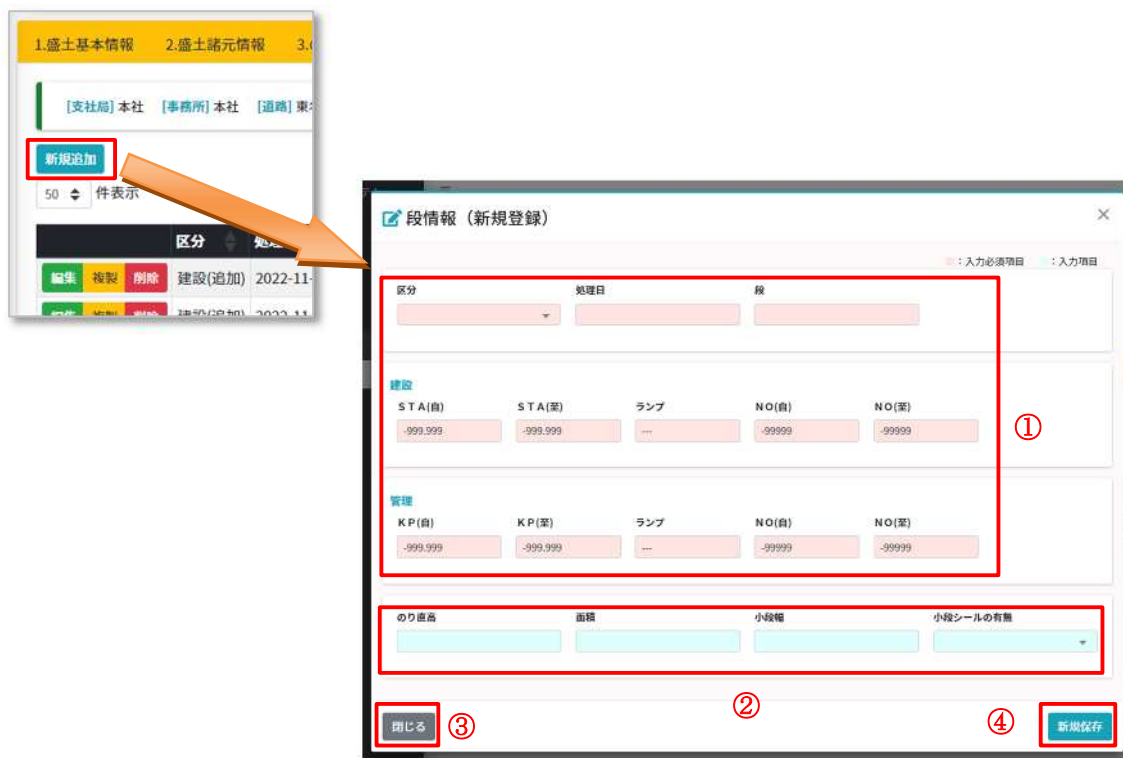 1.盛土基本情報 2.盛土諸元情報 3.
[支社局] 本社 [事務所] 本社 [道路] 東
新規追加
50 件表示
区分
編集 複製 削除 建設(追加) 2022-11-
段情報（新規登録） ×
：入力必須項目 ：入力項目
区分 処理日 段
建設
ＳＴＡ(自) ＳＴＡ(至) ランプ ＮＯ(自) ＮＯ(至)
-999.999 -999.999 --- -99999 -99999
①
管理
ＫＰ(自) ＫＰ(至) ランプ ＮＯ(自) ＮＯ(至)
-999.999 -999.999 --- -99999 -99999
のり直高 面積 小段幅 小段シールの有無
②
閉じる ③ ④ 新規保存